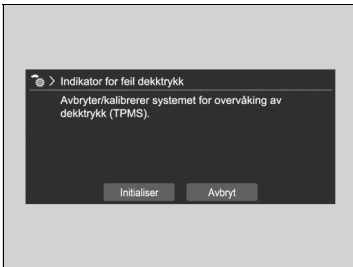 > Indikator for feil dekktrykk
Avbryter/kalibrerer systemet for overvåking av
dekktrykk (TPMS).
Initialiser
Avbryt